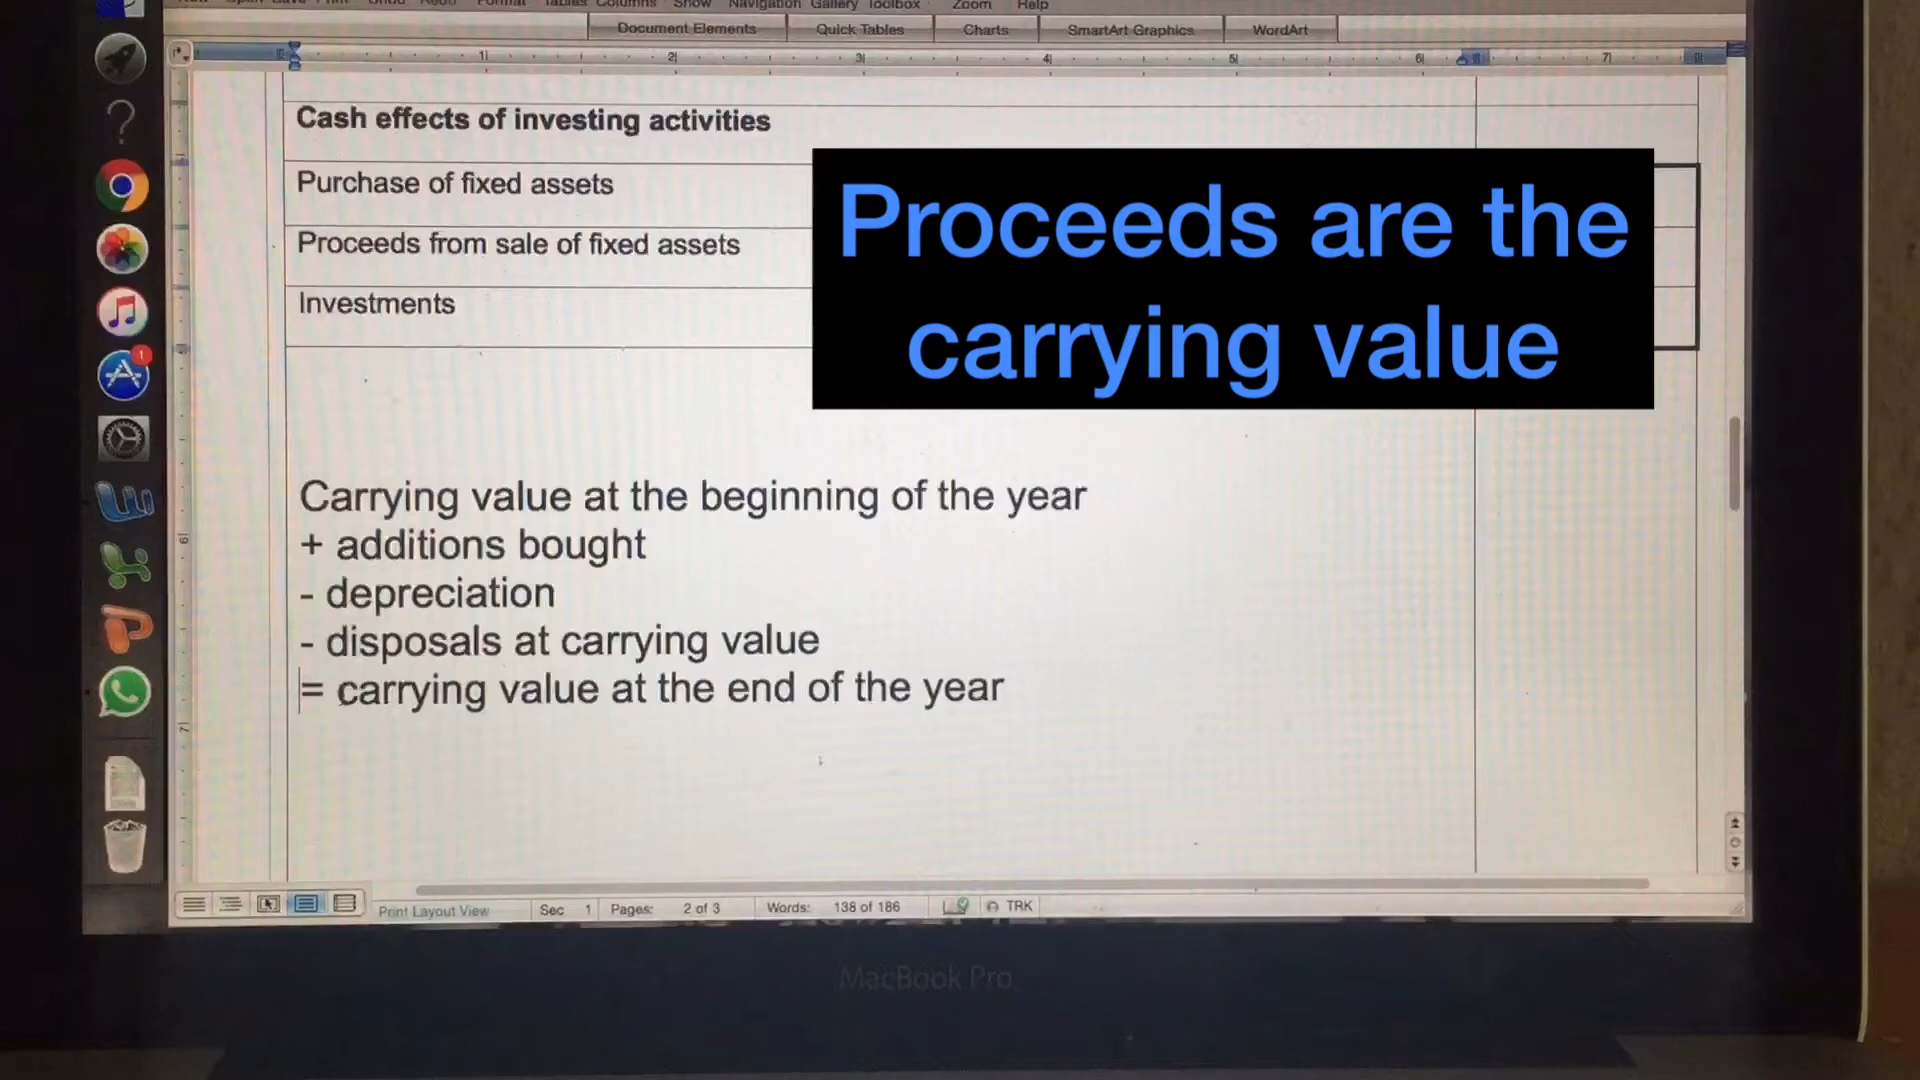 Document Elements Quick Tables Charts SmartArt Graphics WordArt
Cash effects of investing activities
Purchase of fixed assets
Proceeds from sale of fixed assets
Investments
Proceeds are the
carrying value
Carrying value at the beginning of the year
+ additions bought
- depreciation
- disposals at carrying value
= carrying value at the end of the year
Print Layout View Sec 1 Pages: 2 of 3 Words: 138 of 186 TRK
MacBook Pro